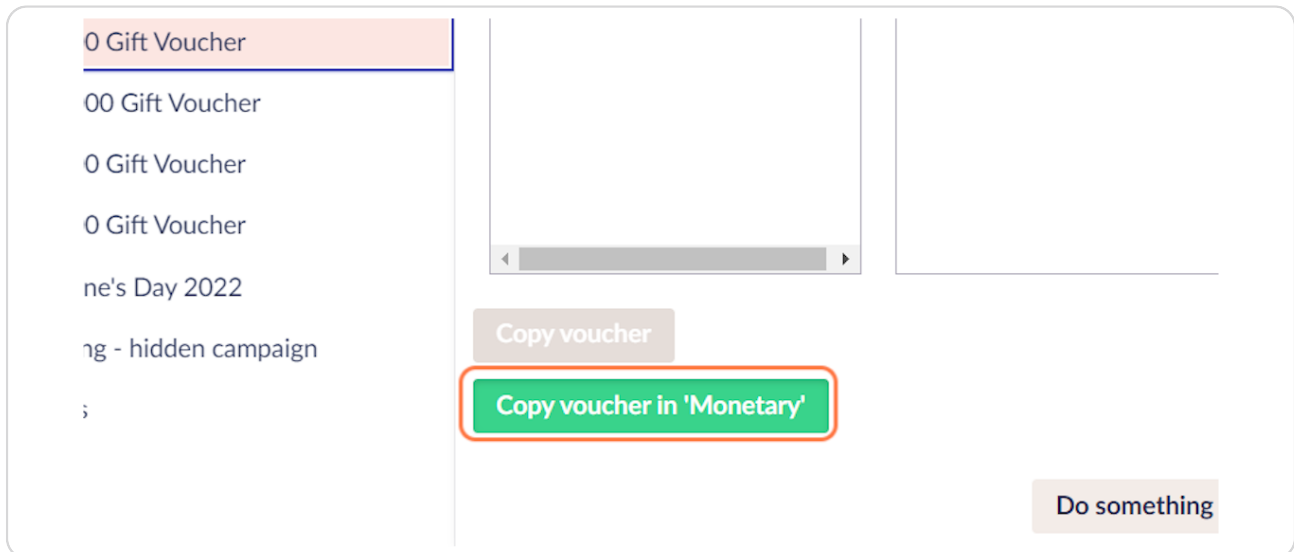 0 Gift Voucher
00 Gift Voucher
0 Gift Voucher
0 Gift Voucher
ne's Day 2022
ng - hidden campaign
s
Copy voucher
Copy voucher in 'Monetary'
Do something